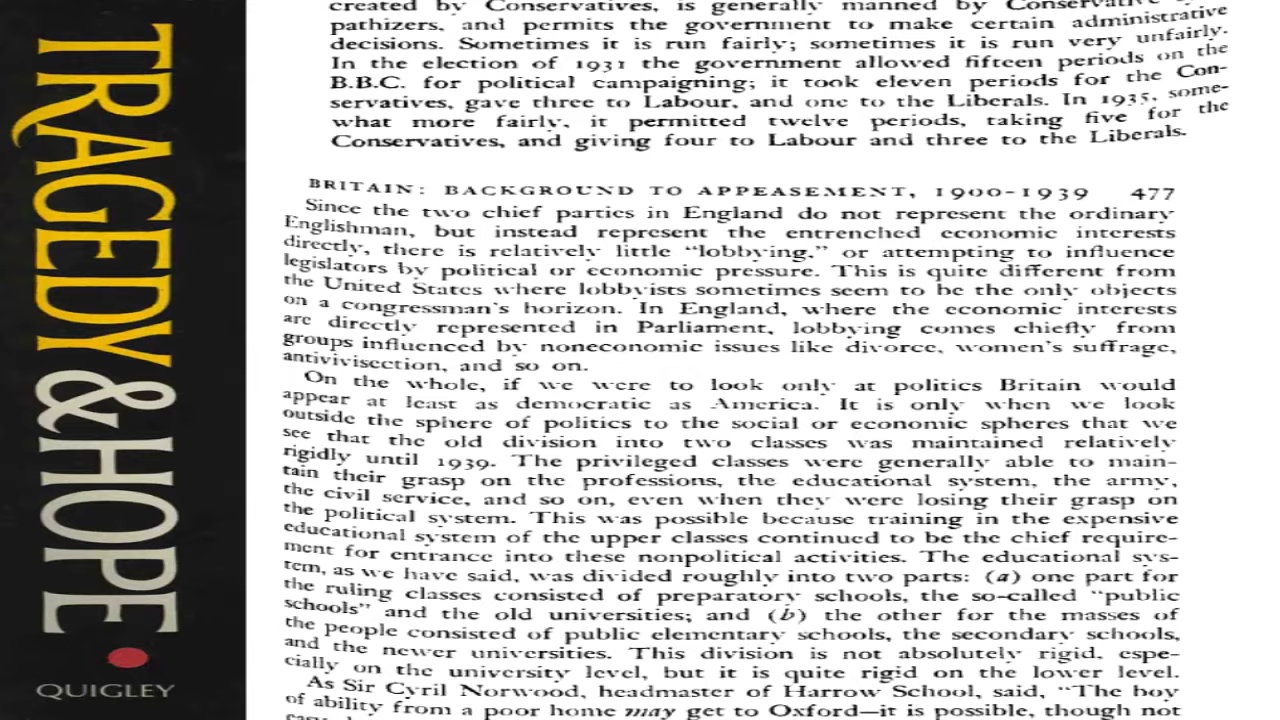 TRAGEDY & HOPE
QUIGLEY
created by Conservatives, is generally manned by Conservative
pathizers, and permits the government to make certain administrative
decisions. Sometimes it is run fairly; sometimes it is run very unfairly.
In the election of 1931 the government allowed fifteen periods on the
B.B.C. for political campaigning; it took eleven periods for the Con-
servatives, gave three to Labour, and one to the Liberals. In 1935, some-
what more fairly, it permitted twelve periods, taking five for the
Conservatives, and giving four to Labour and three to the Liberals.
BRITAIN: BACKGROUND TO APPEASEMENT, 1900-1939 477
Since the two chief parties in England do not represent the ordinary
Englishman, but instead represent the entrenched economic interests
directly, there is relatively little "lobbying," or attempting to influence
legislators by political or economic pressure. This is quite different from
the United States where lobbyists sometimes seem to be the only objects
on a congressman's horizon. In England, where the economic interests
are directly represented in Parliament, lobbying comes chiefly from
groups influenced by noneconomic issues like divorce, women's suffrage,
antivivisection, and so on.
On the whole, if we were to look only at politics Britain would
appear at least as democratic as America. It is only when we look
outside the sphere of politics to the social or economic spheres that we
see that the old division into two classes was maintained relatively
rigidly until 1939. The privileged classes were generally able to main-
tain their grasp on the professions, the educational system, the army,
the civil service, and so on, even when they were losing their grasp on
the political system. This was possible because training in the expensive
educational system of the upper classes continued to be the chief require-
ment for entrance into these nonpolitical activities. The educational sys-
tem, as we have said, was divided roughly into two parts: (a) one part for
the ruling classes consisted of preparatory schools, the so-called "public
schools" and the old universities; and (b) the other for the masses of
the people consisted of public elementary schools, the secondary schools,
and the newer universities. This division is not absolutely rigid, espe-
cially on the university level, but it is quite rigid on the lower level.
As Sir Cyril Norwood, headmaster of Harrow School, said, "The boy
of ability from a poor home may get to Oxford—it is possible, though not